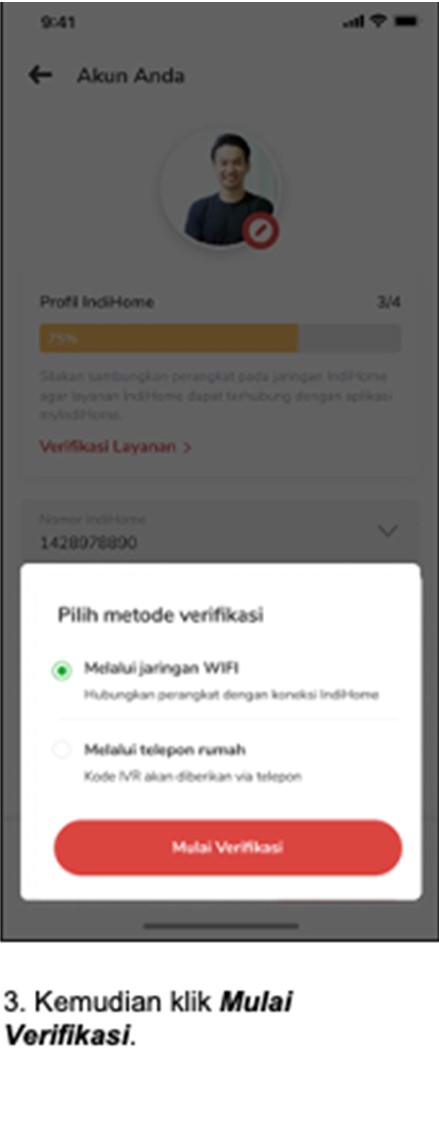 9:41
Akun Anda
Profil IndiHome 3/4
75%
Silakan sambungkan perangkat pada jaringan IndiHome
agar layanan IndiHome dapat terhubung dengan aplikasi
myIndiHome.
Verifikasi Layanan >
Nomor IndiHome
1428978890
Pilih metode verifikasi
Melalui jaringan WIFI
Hubungkan perangkat dengan koneksi IndiHome
Melalui telepon rumah
Kode IVR akan diberikan via telepon
Mulai Verifikasi
3. Kemudian klik Mulai
Verifikasi.